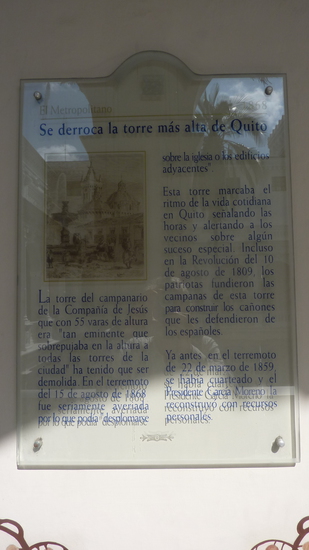 El Metropolitano
Se derroca la torre más alta de Quito
La torre del campanario
de la Compañía de Jesús
que con 55 varas de altura
era "tan eminente que
sobrepujaba en la altura a
todas las torres de la
ciudad" ha tenido que ser
demolida. En el terremoto
del 15 de agosto de 1868
fue seriamente averiada
por lo que podía "desplomarse
sobre la iglesia o los edificios
adyacentes"
Esta torre marcaba el
ritmo de la vida cotidiana
en Quito señalando las
horas y alertando a los
vecinos sobre algún
suceso especial. Incluso
en la Revolución del 10
de agosto de 1809, los
patriotas fundieron las
campanas de esta torre
para construir los cañones
que les defendieron de
los españoles.
Ya antes en el terremoto
de 22 de marzo de 1859,
se había cuarteado y el
Presidente García Moreno la
reconstruyó con recursos
personales.